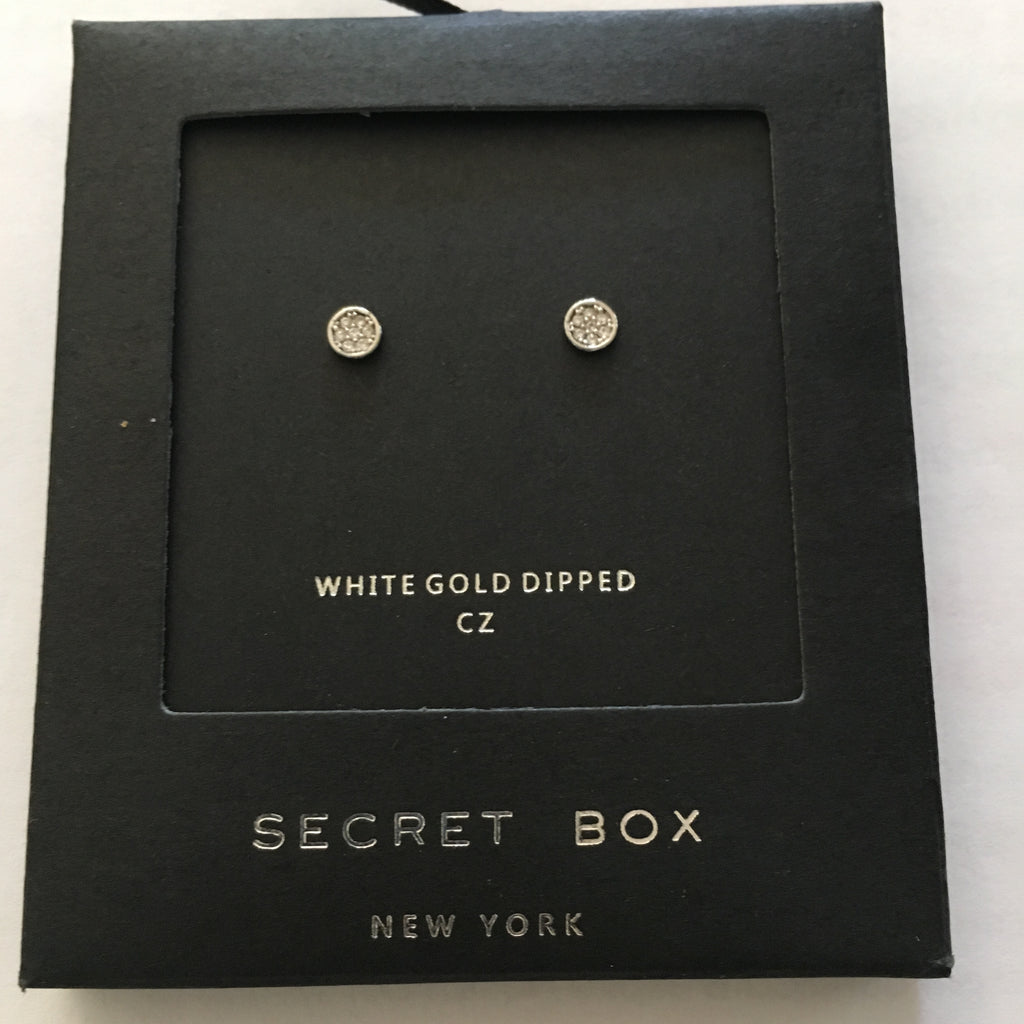 WHITE GOLD DIPPED
CZ
SECRET BOX
NEW YORK